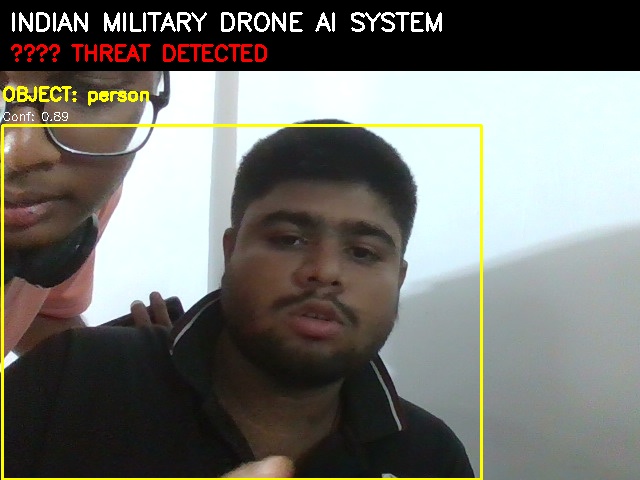 INDIAN MILITARY DRONE AI SYSTEM
???? THREAT DETECTED
OBJECT: person
Conf: 0.89